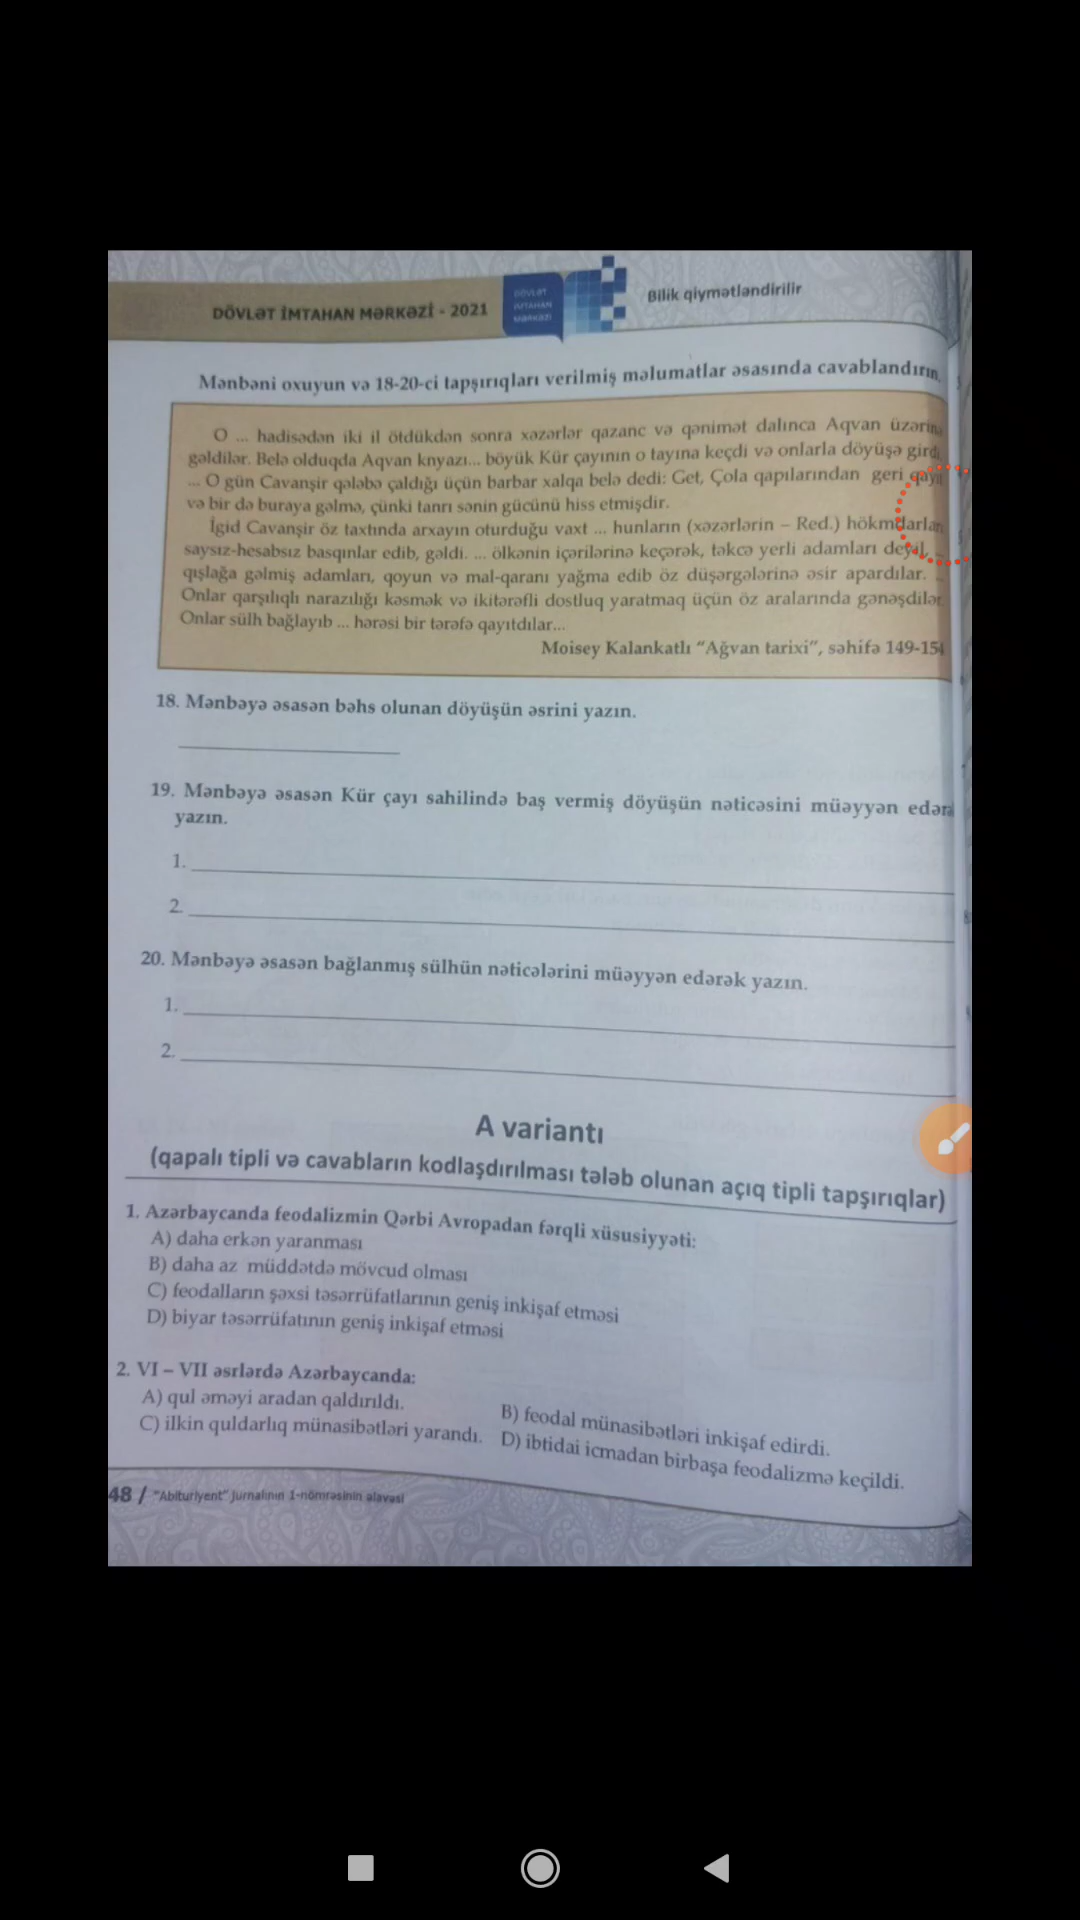 DÖVLƏT İMTAHAN MƏRKƏZİ - 2021
DÖVLƏT
İMTAHAN
MƏRKƏZİ
Bilik qiymətləndirilir
Mənbəni oxuyun və 18-20-ci tapşırıqları verilmiş məlumatlar əsasında cavablandırın.
O ... hadisədən iki il ötdükdən sonra xəzərlər qazanc və qənimət dalınca Aqvan üzərinə
gəldilər. Belə olduqda Aqvan knyazı... böyük Kür çayının o tayına keçdi və onlarla döyüşə girdi.
... O gün Cavanşir qələbə çaldığı üçün barbar xalqa belə dedi: Get, Çola qapılarından geri qayıt
və bir də buraya gəlmə, çünki tanrı sənin gücünü hiss etmişdir.
İgid Cavanşir öz taxtında arxayın oturduğu vaxt ... hunların (xəzərlərin – Red.) hökmdarları
saysız-hesabsız basqınlar edib, gəldi. ... ölkənin içərilərinə keçərək, təkcə yerli adamları deyil, ..
qışlağa gəlmiş adamları, qoyun və mal-qaranı yağma edib öz düşərgələrinə əsir apardılar. ..
Onlar qarşılıqlı narazılığı kəsmək və ikitərəfli dostluq yaratmaq üçün öz aralarında gənəşdilər.
Onlar sülh bağlayıb ... hərəsi bir tərəfə qayıtdılar...
Moisey Kalankatlı “Ağvan tarixi”, səhifə 149-154
18. Mənbəyə əsasən bəhs olunan döyüşün əsrini yazın.
19. Mənbəyə əsasən Kür çayı sahilində baş vermiş döyüşün nəticəsini müəyyən edərək
yazın.
1.
2.
20. Mənbəyə əsasən bağlanmış sülhün nəticələrini müəyyən edərək yazın.
1.
2.
A variantı
(qapalı tipli və cavabların kodlaşdırılması tələb olunan açıq tipli tapşırıqlar)
1. Azərbaycanda feodalizmin Qərbi Avropadan fərqli xüsusiyyəti:
A) daha erkən yaranması
B) daha az müddətdə mövcud olması
C) feodalların şəxsi təsərrüfatlarının geniş inkişaf etməsi
D) biyar təsərrüfatının geniş inkişaf etməsi
2. VI – VII əsrlərdə Azərbaycanda:
A) qul əməyi aradan qaldırıldı.
B) feodal münasibətləri inkişaf edirdi.
C) ilkin quldarlıq münasibətləri yarandı.
D) ibtidai icmadan birbaşa feodalizmə keçildi.
48 / "Abituriyent" jurnalının 1-nömrəsinin əlavəsi